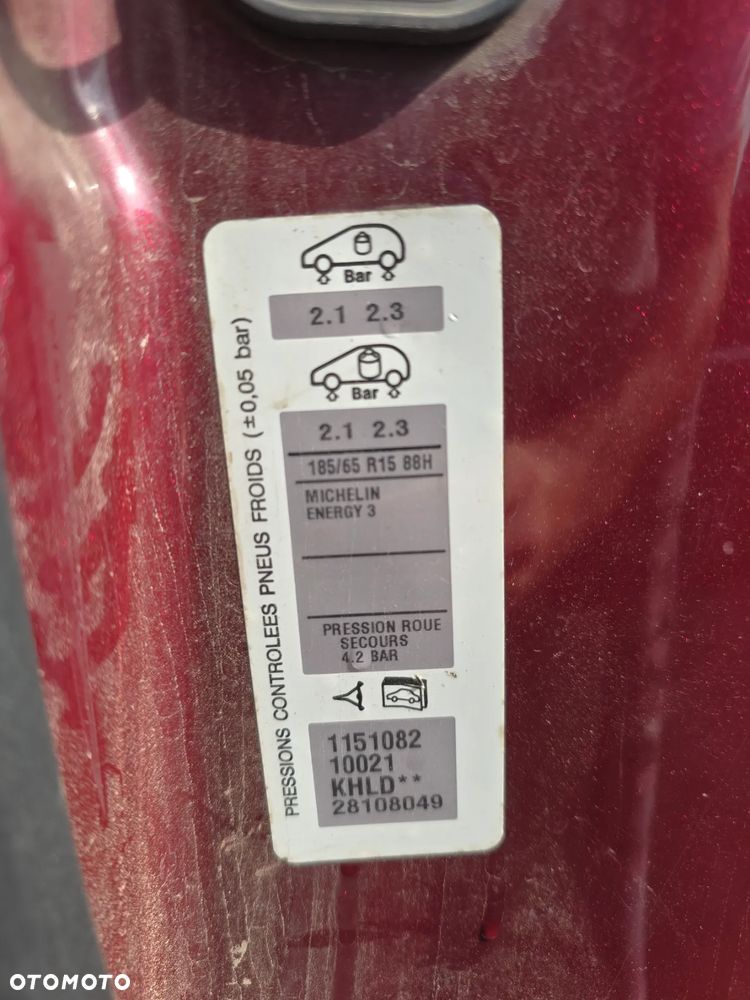 PRESSIONS CONTROLEES PNEUS FROIDS (±0,05 bar)
Bar
2.1 2.3
Bar
2.1 2.3
185/65 R15 88H
MICHELIN
ENERGY 3
PRESSION ROUE
SECOURS
4.2 BAR
1151082
10021
KHLD**
28108049
OTOMOTO